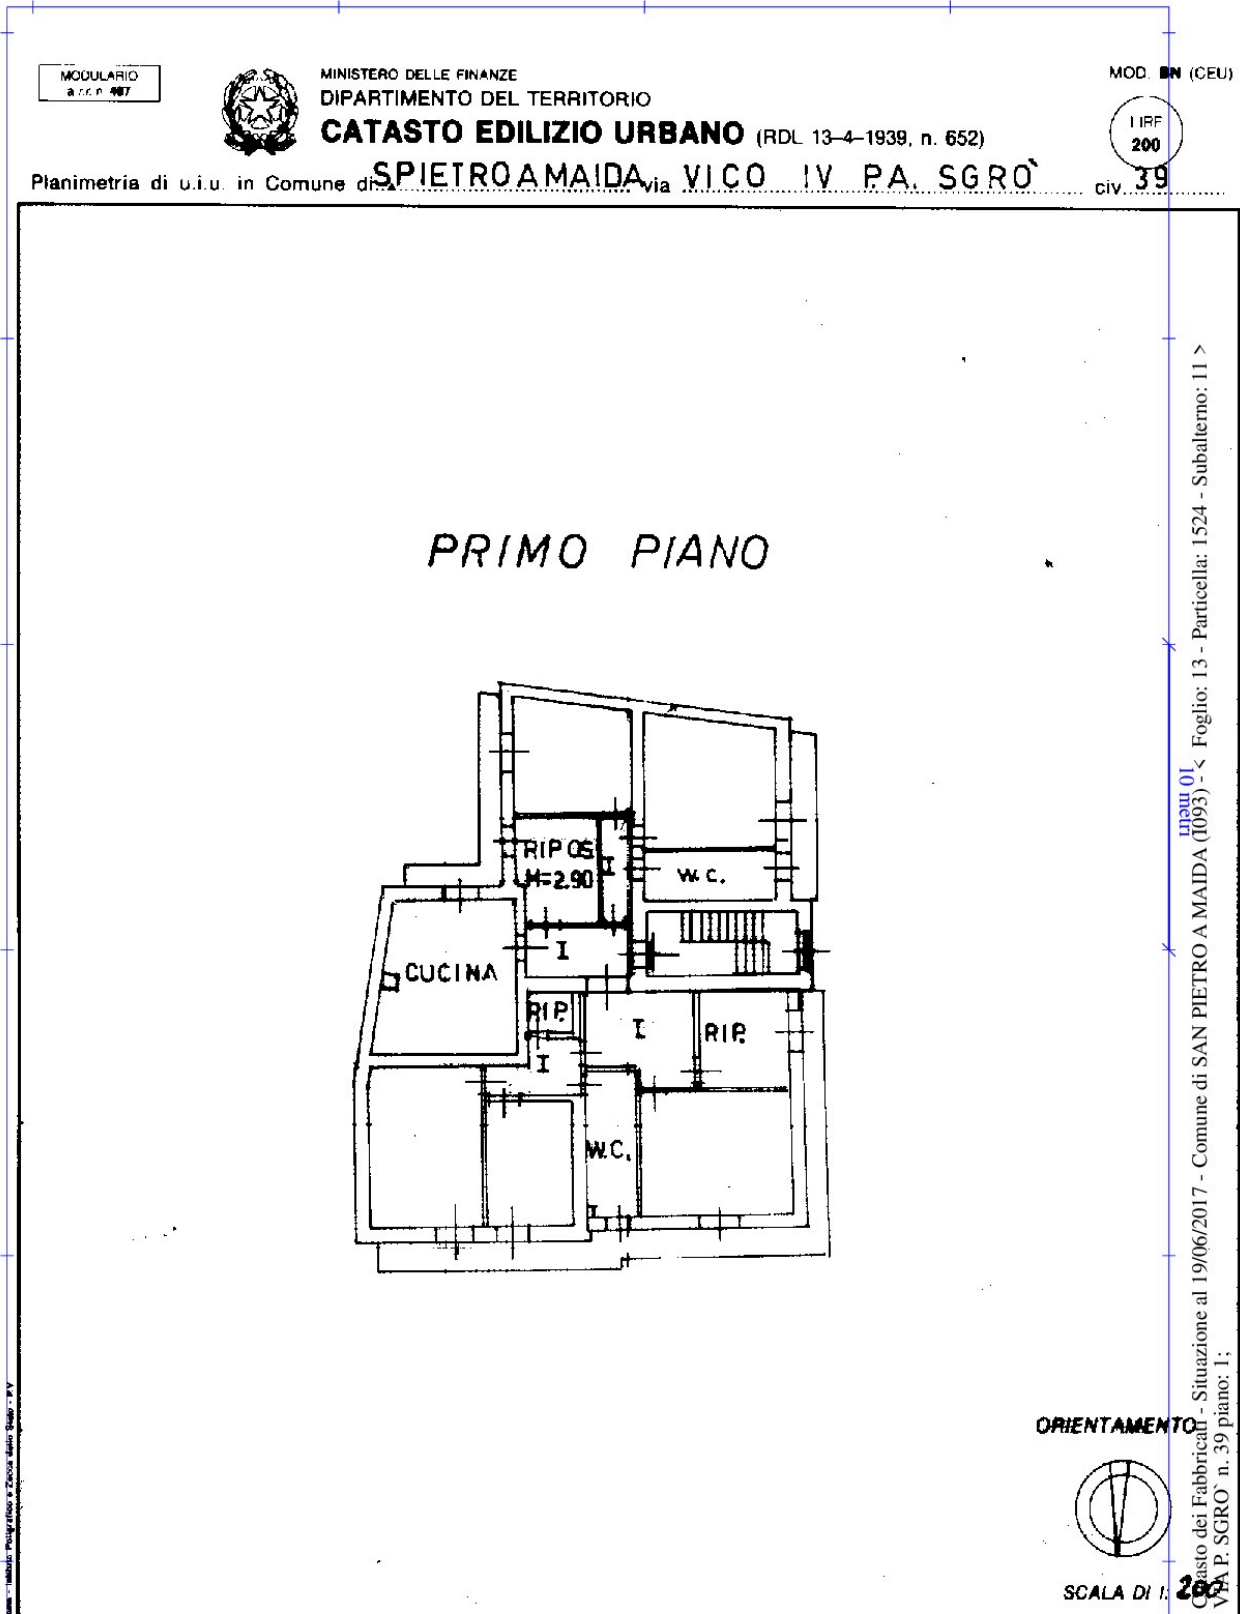 MODULARIO
MINISTERO DELLE FINANZE
DIPARTIMENTO DEL TERRITORIO
CATASTO EDILIZIO URBANO (RDL 13-4-1939, n. 652)
MOD. BN (CEU)
LIRE
200
Planimetria di u.i.u. in Comune di S.PIETRO A MAIDA via VICO IV P.A. SGRO` civ. 39
PRIMO PIANO
RIPOS.
H=2.90
I
W.C.
I
CUCINA
RIP.
I
RIP.
I
W.C.
10 metri
Catasto dei Fabbricati - Situazione al 19/06/2017 - Comune di SAN PIETRO A MAIDA (I093) - < Foglio: 13 - Particella: 1524 - Subalterno: 11 >
VIA P. SGRO` n. 39 piano: 1;
ORIENTAMENTO
SCALA DI 1: 200